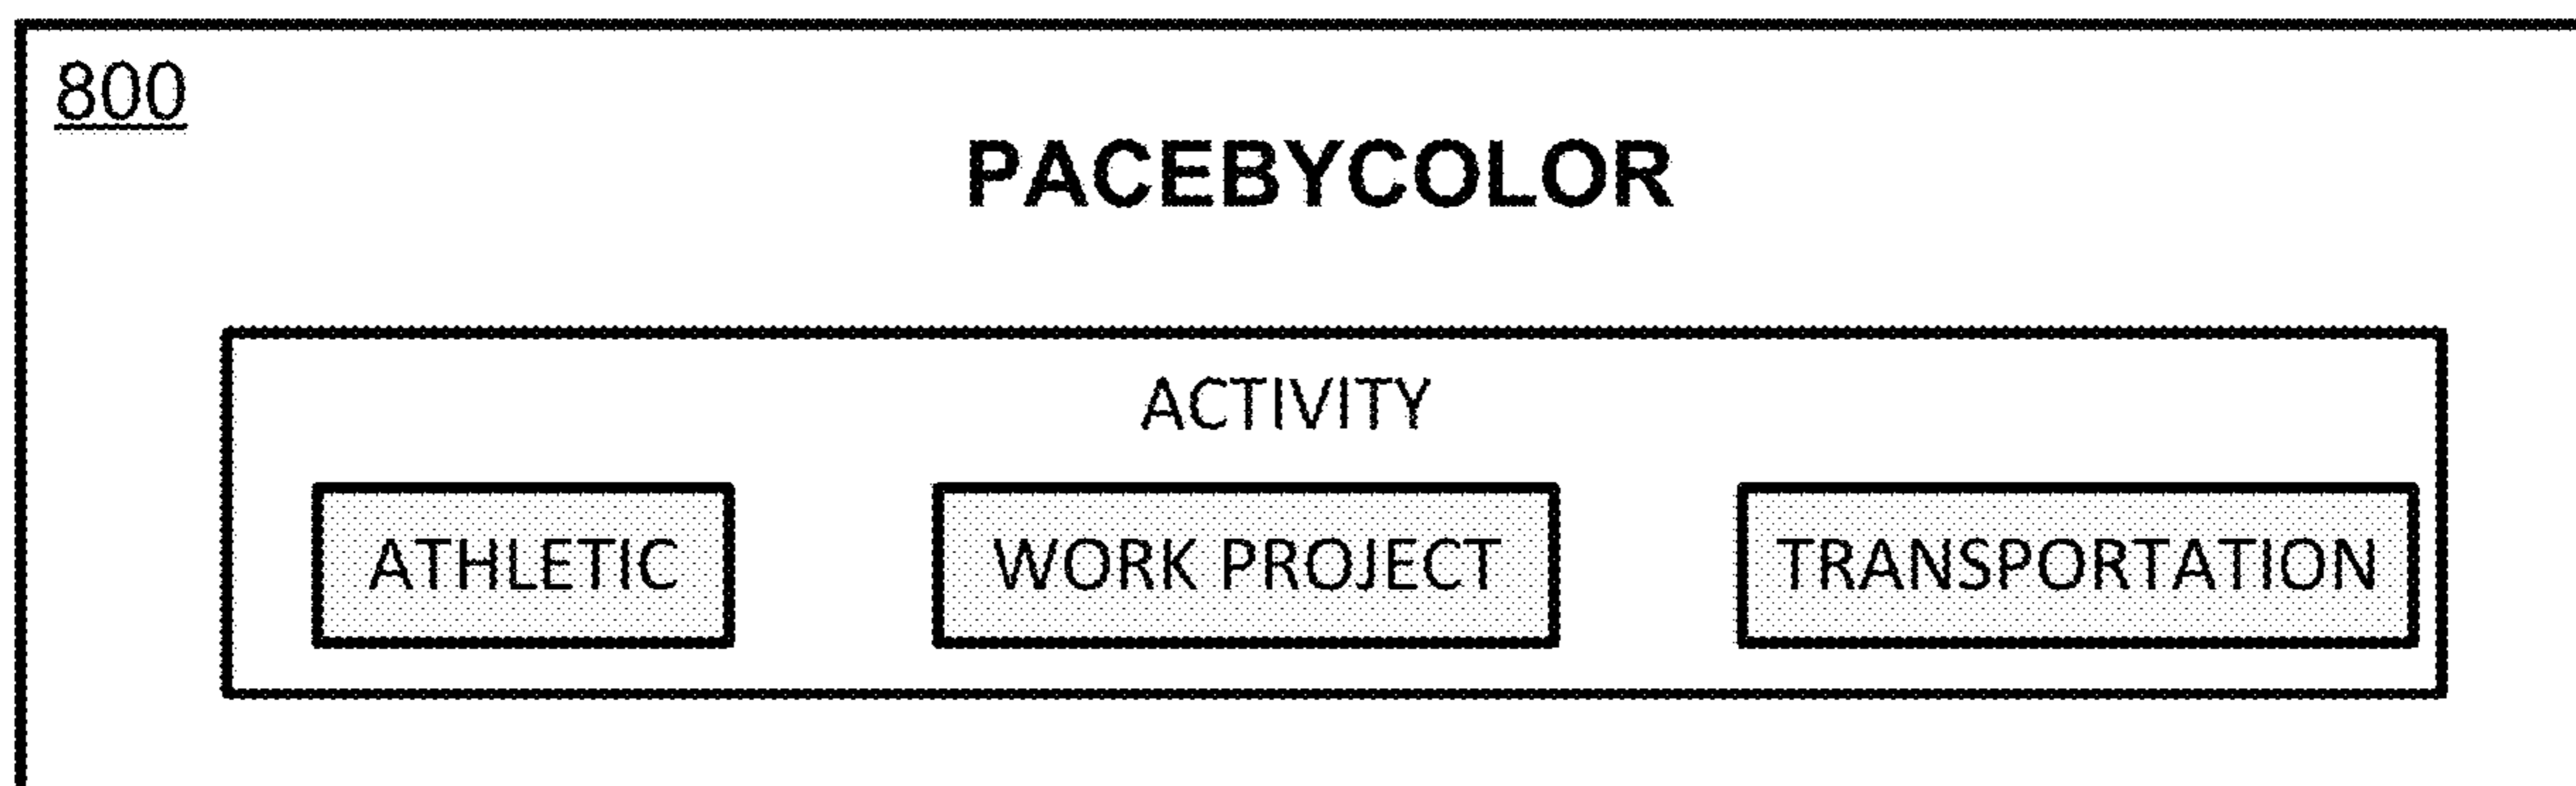 800
PACEBYCOLOR
ACTIVITY
ATHLETIC WORK PROJECT TRANSPORTATION